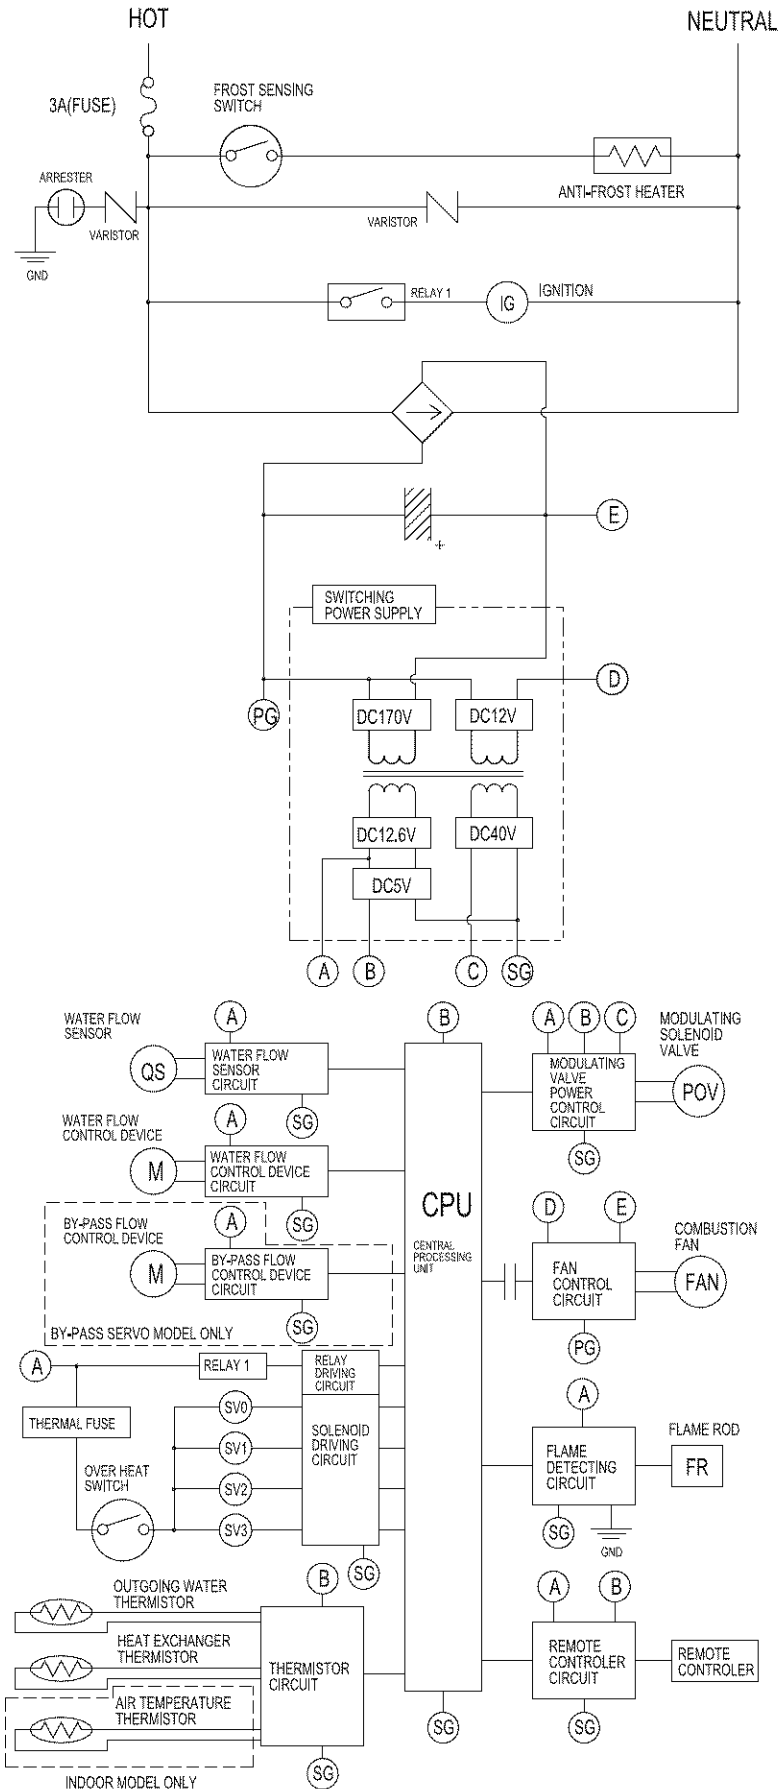 HOT
NEUTRAL
3A(FUSE)
FROST SENSING
SWITCH
ANTI-FROST HEATER
ARRESTER
VARISTOR
VARISTOR
GND
RELAY 1
IG
IGNITION
E
+
SWITCHING
POWER SUPPLY
PG
D
DC170V
DC12V
DC12.6V
DC40V
DC5V
A
B
C
SG
WATER FLOW
SENSOR
QS
A
WATER FLOW
SENSOR
CIRCUIT
SG
WATER FLOW
CONTROL DEVICE
M
A
WATER FLOW
CONTROL DEVICE
CIRCUIT
SG
BY-PASS FLOW
CONTROL DEVICE
M
A
BY-PASS FLOW
CONTROL DEVICE
CIRCUIT
SG
BY-PASS SERVO MODEL ONLY
A
RELAY 1
RELAY
DRIVING
CIRCUIT
THERMAL FUSE
SV0
SV1
SV2
SV3
SOLENOID
DRIVING
CIRCUIT
OVER HEAT
SWITCH
SG
OUTGOING WATER
THERMISTOR
HEAT EXCHANGER
THERMISTOR
AIR TEMPERATURE
THERMISTOR
INDOOR MODEL ONLY
B
THERMISTOR
CIRCUIT
SG
B
CPU
CENTRAL
PROCESSING
UNIT
SG
A
B
C
MODULATING
VALVE
POWER
CONTROL
CIRCUIT
SG
MODULATING
SOLENOID
VALVE
POV
D
E
FAN
CONTROL
CIRCUIT
PG
COMBUSTION
FAN
FAN
A
FLAME
DETECTING
CIRCUIT
SG
GND
FLAME ROD
FR
A
B
REMOTE
CONTROLER
CIRCUIT
SG
REMOTE
CONTROLER